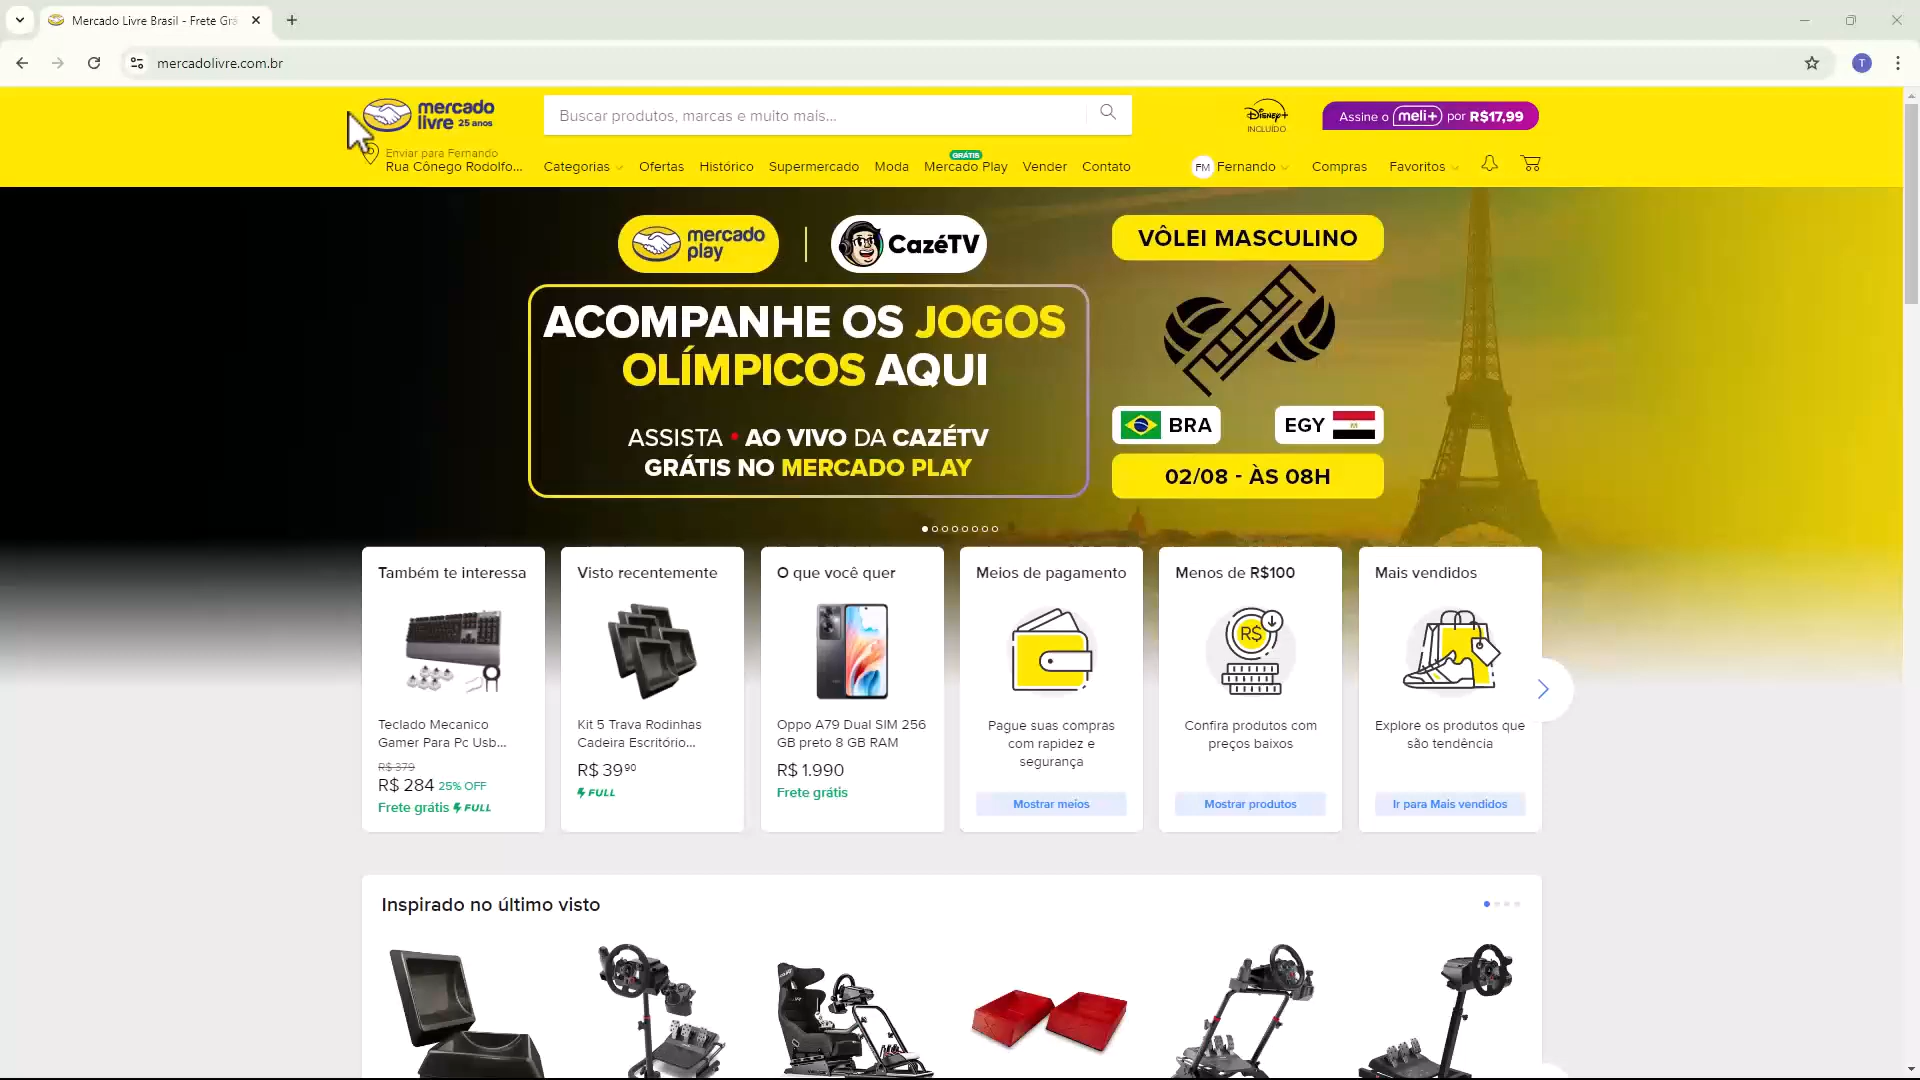 Mercado Livre Brasil - Frete Grá
mercadolivre.com.br
mercado
livre 25 anos
Buscar produtos, marcas e muito mais...
Disney+
INCLUÍDO
Assine o meli+ por R$17,99
Enviar para Fernando
Rua Cônego Rodolfo...
Categorias
Ofertas
Histórico
Supermercado
Moda
GRÁTIS
Mercado Play
Vender
Contato
FM Fernando
Compras
Favoritos
T
mercado
play
CazéTV
VÔLEI MASCULINO
ACOMPANHE OS JOGOS
OLÍMPICOS AQUI
ASSISTA • AO VIVO DA CAZÉTV
GRÁTIS NO MERCADO PLAY
BRA
EGY
02/08 - ÀS 08H
Também te interessa
Teclado Mecanico
Gamer Para Pc Usb...
R$ 379
R$ 284 25% OFF
Frete grátis FULL
Visto recentemente
Kit 5 Trava Rodinhas
Cadeira Escritório...
R$ 39 90
FULL
O que você quer
Oppo A79 Dual SIM 256
GB preto 8 GB RAM
R$ 1.990
Frete grátis
Meios de pagamento
Pague suas compras
com rapidez e
segurança
Mostrar meios
Menos de R$100
R$
Confira produtos com
preços baixos
Mostrar produtos
Mais vendidos
Explore os produtos que
são tendência
Ir para Mais vendidos
Inspirado no último visto